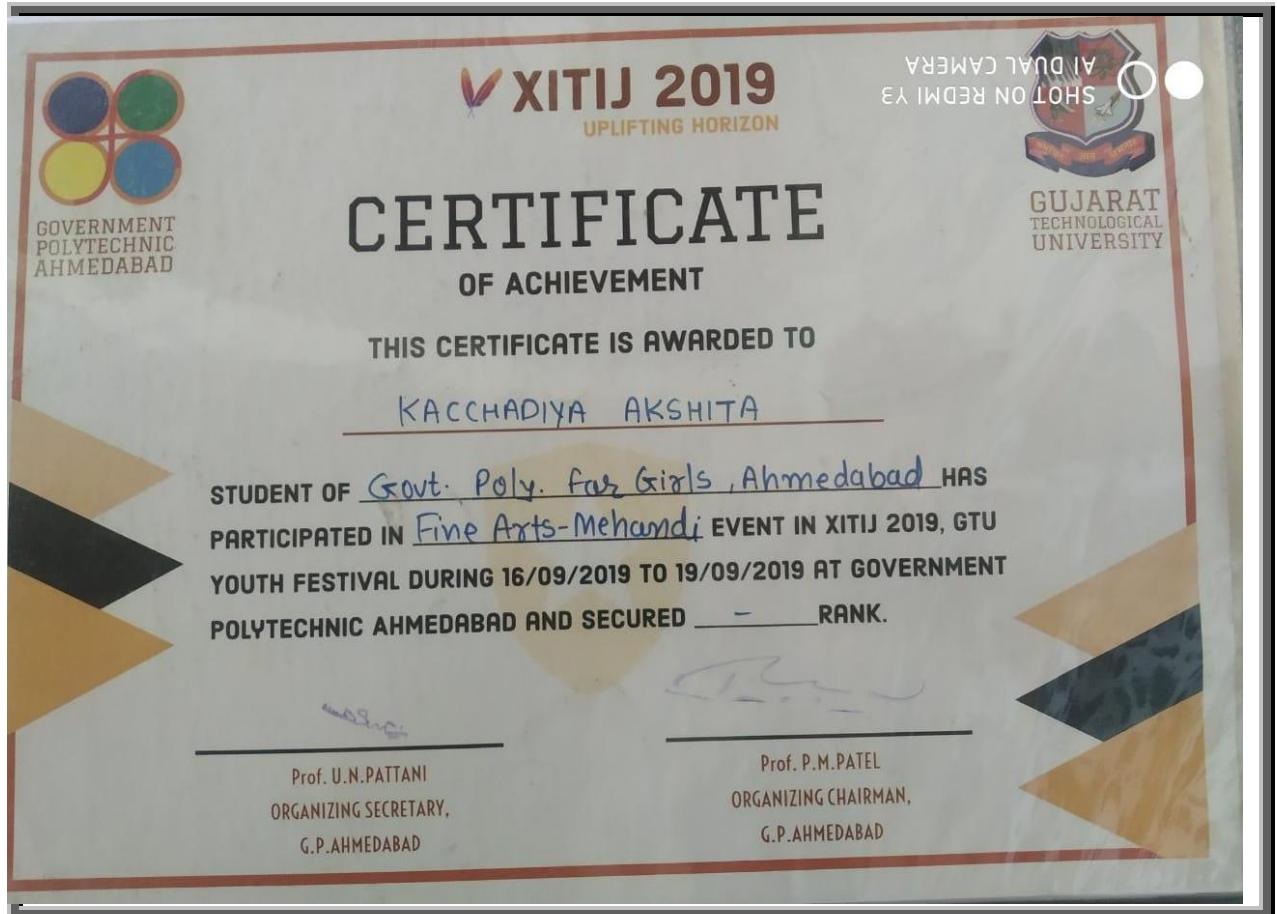 XITIJ 2019
UPLIFTING HORIZON
SHOT ON REDMI Y3
AI DUAL CAMERA
GOVERNMENT
POLYTECHNIC
AHMEDABAD
GUJARAT
TECHNOLOGICAL
UNIVERSITY
CERTIFICATE
OF ACHIEVEMENT
THIS CERTIFICATE IS AWARDED TO
KACCHADIYA AKSHITA
STUDENT OF Govt. Poly. for Girls, Ahmedabad HAS
PARTICIPATED IN Fine Arts-Mehandi EVENT IN XITIJ 2019, GTU
YOUTH FESTIVAL DURING 16/09/2019 TO 19/09/2019 AT GOVERNMENT
POLYTECHNIC AHMEDABAD AND SECURED - RANK.
Prof. U.N.PATTANI
ORGANIZING SECRETARY,
G.P.AHMEDABAD
Prof. P.M.PATEL
ORGANIZING CHAIRMAN,
G.P.AHMEDABAD